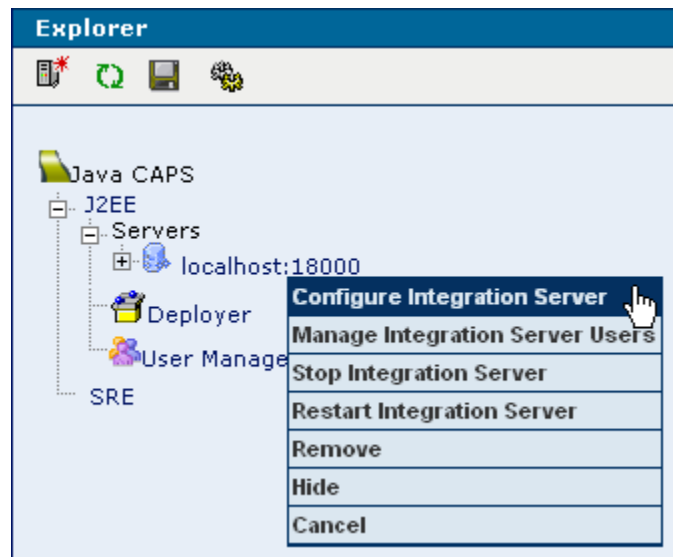 Explorer
Java CAPS
J2EE
Servers
localhost:18000
Configure Integration Server
Deployer
Manage Integration Server Users
User Manage
Stop Integration Server
SRE
Restart Integration Server
Remove
Hide
Cancel